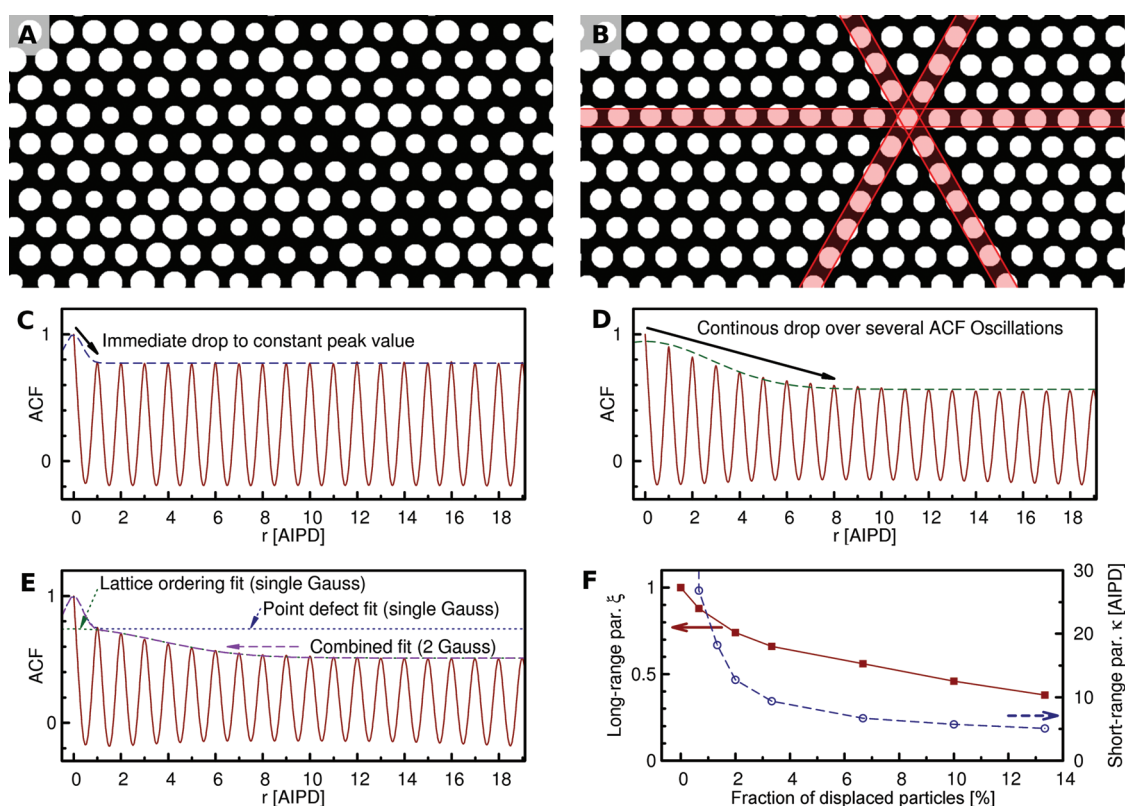 A
B
C
1
0
ACF
Immediate drop to constant peak value
0 2 4 6 8 10 12 14 16 18
r [AIPD]
D
1
0
ACF
Continous drop over several ACF Oscillations
0 2 4 6 8 10 12 14 16 18
r [AIPD]
E
1
0
ACF
Lattice ordering fit (single Gauss)
Point defect fit (single Gauss)
Combined fit (2 Gauss)
0 2 4 6 8 10 12 14 16 18
r [AIPD]
F
1
0.5
0
Long-range par. ξ
30
20
10
0
Short-range par. κ [AIPD]
0 2 4 6 8 10 12 14
Fraction of displaced particles [%]